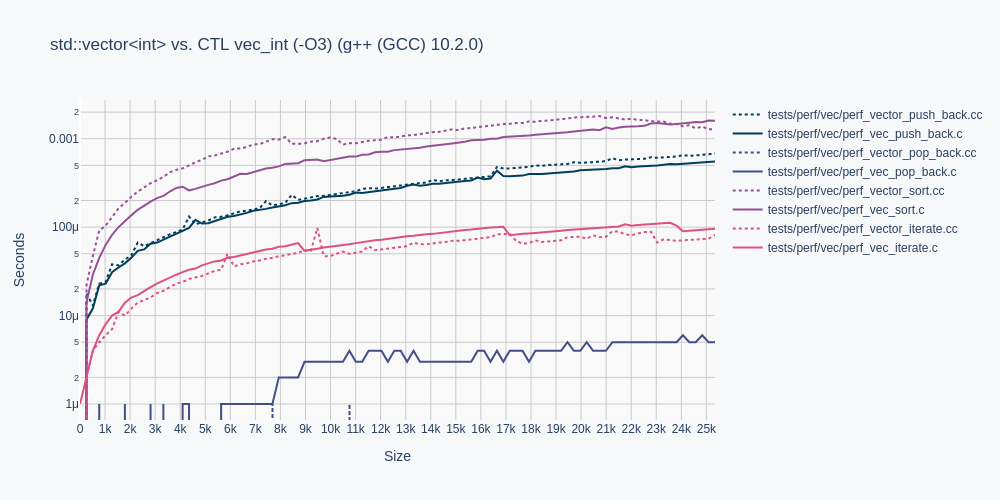 std::vector<int> vs. CTL vec_int (-O3) (g++ (GCC) 10.2.0)
2
0.001
5
2
100μ
5
2
10μ
5
2
1μ
Seconds
0 1k 2k 3k 4k 5k 6k 7k 8k 9k 10k 11k 12k 13k 14k 15k 16k 17k 18k 19k 20k 21k 22k 23k 24k 25k
Size
tests/perf/vec/perf_vector_push_back.cc
tests/perf/vec/perf_vec_push_back.c
tests/perf/vec/perf_vector_pop_back.cc
tests/perf/vec/perf_vec_pop_back.c
tests/perf/vec/perf_vector_sort.cc
tests/perf/vec/perf_vec_sort.c
tests/perf/vec/perf_vector_iterate.cc
tests/perf/vec/perf_vec_iterate.c